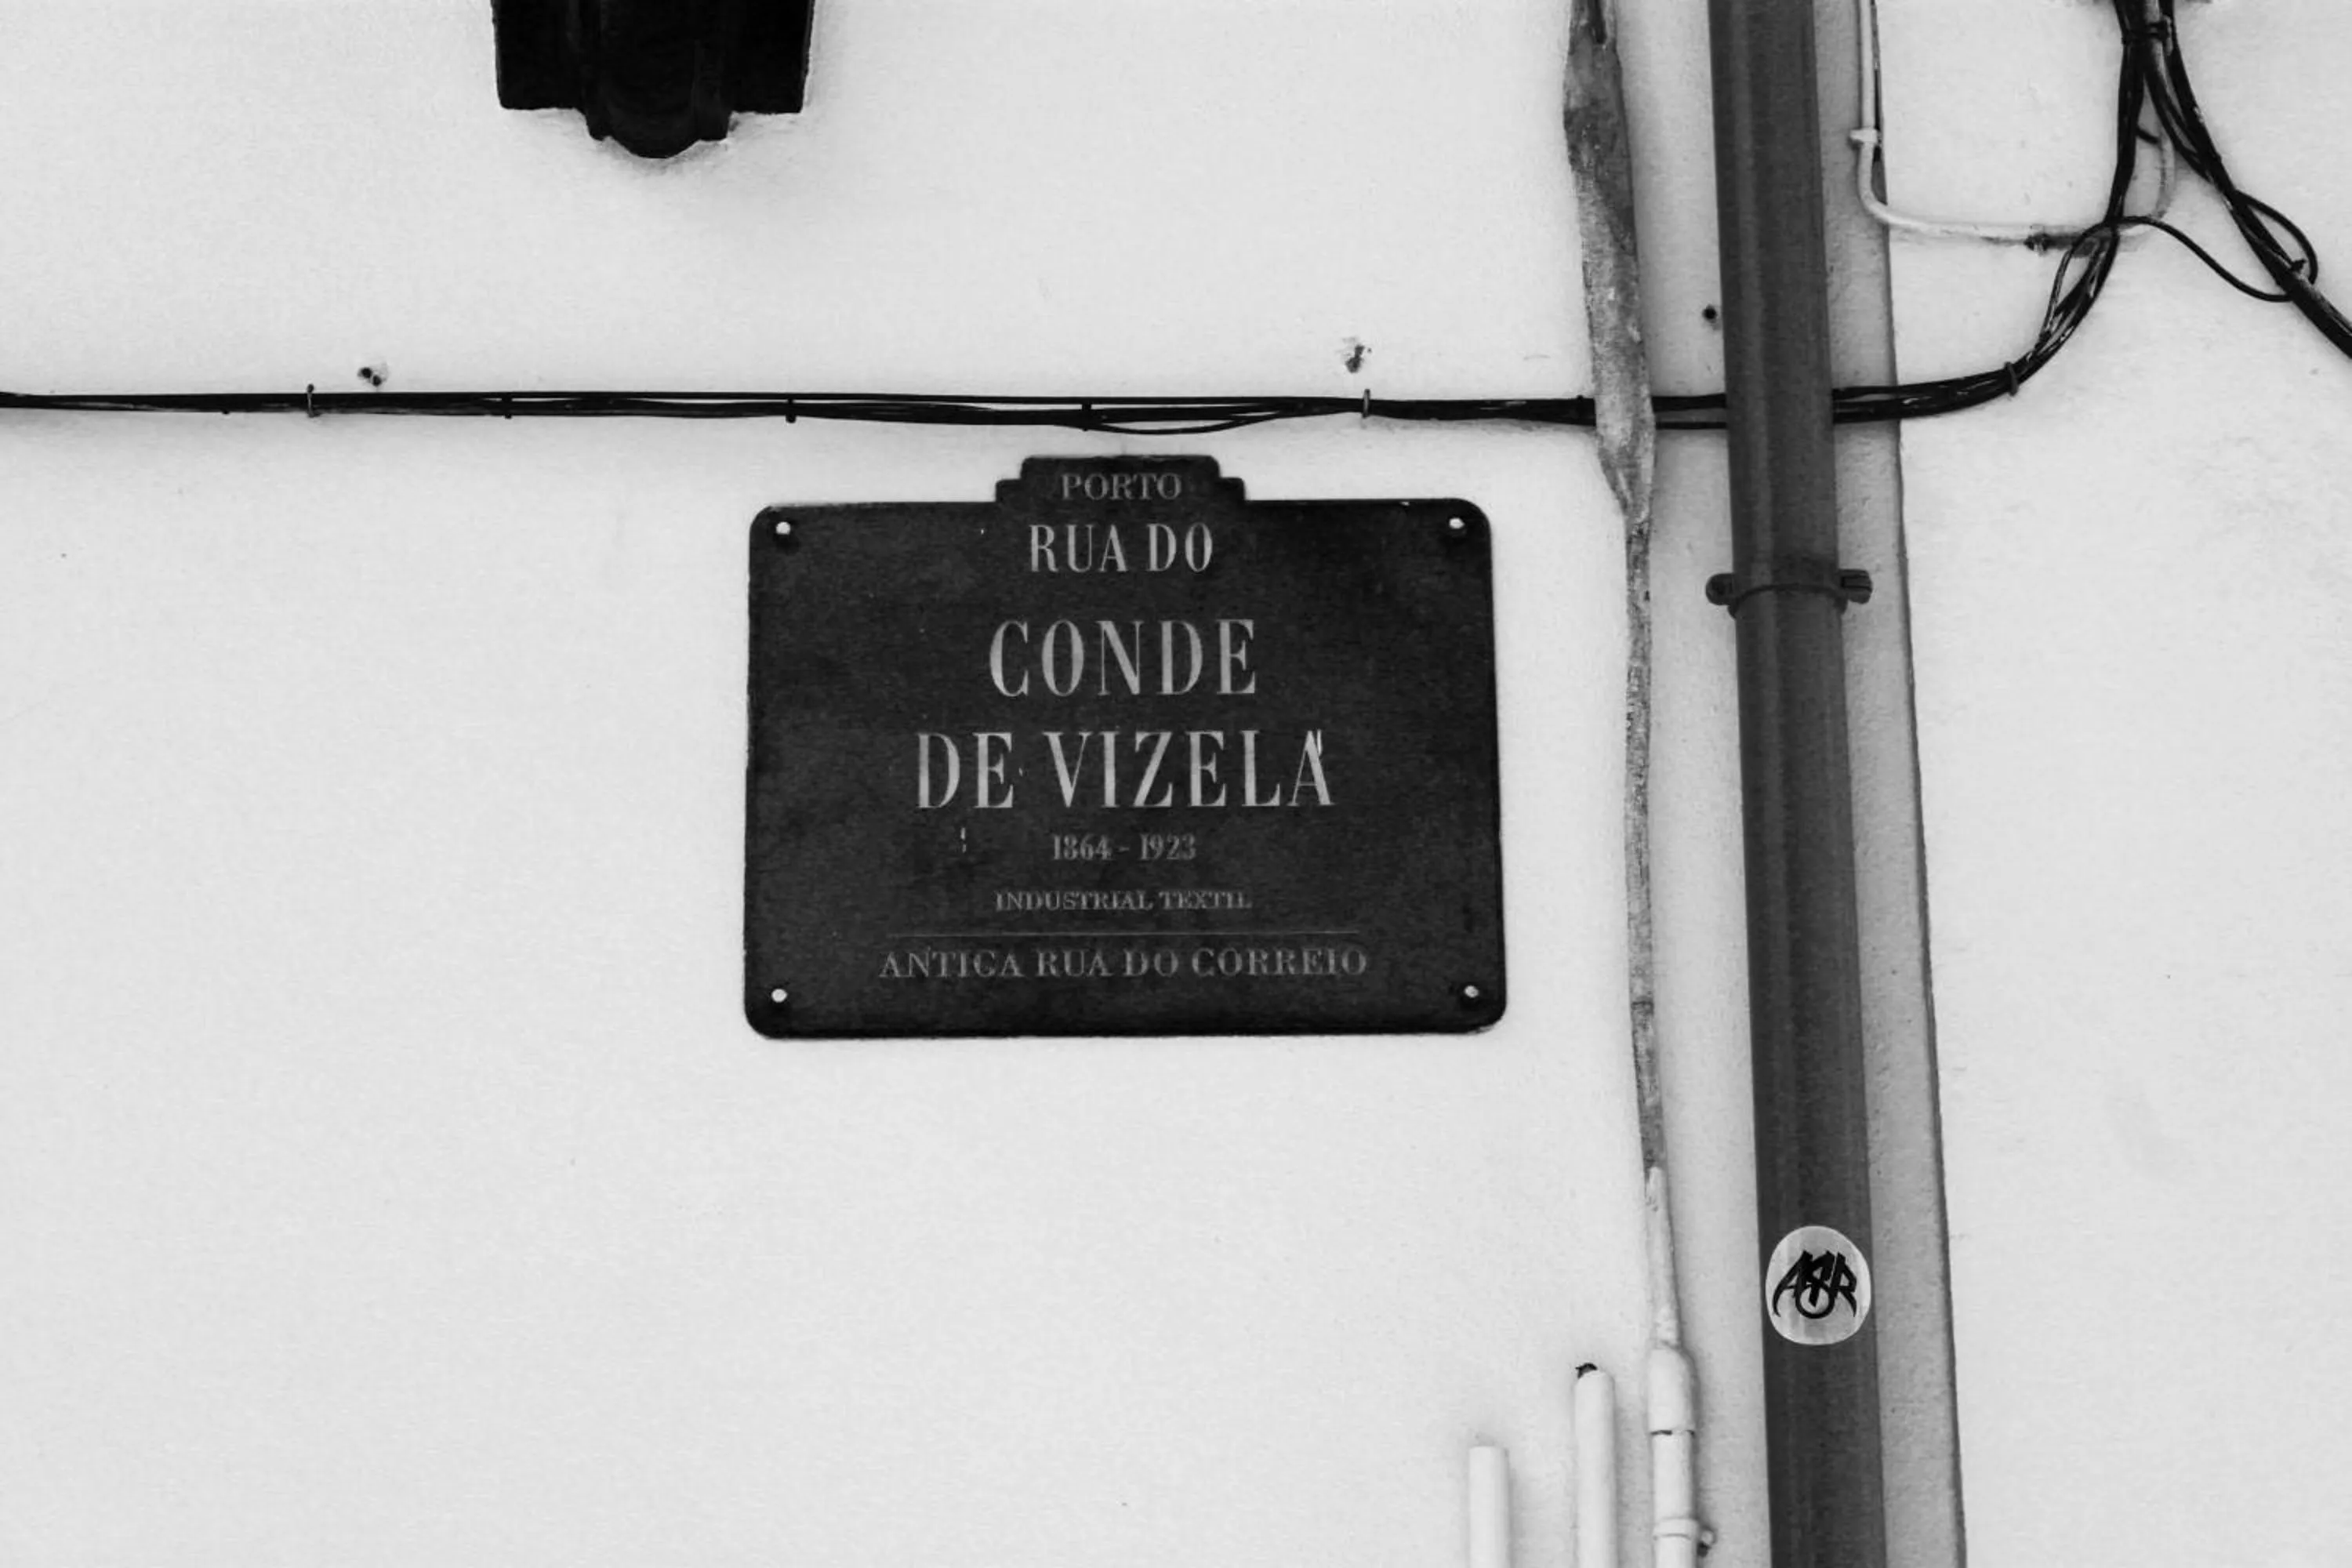 PORTO
RUA DO
CONDE
DE VIZELA
1864 - 1923
INDUSTRIAL TEXTIL
ANTIGA RUA DO CORREIO